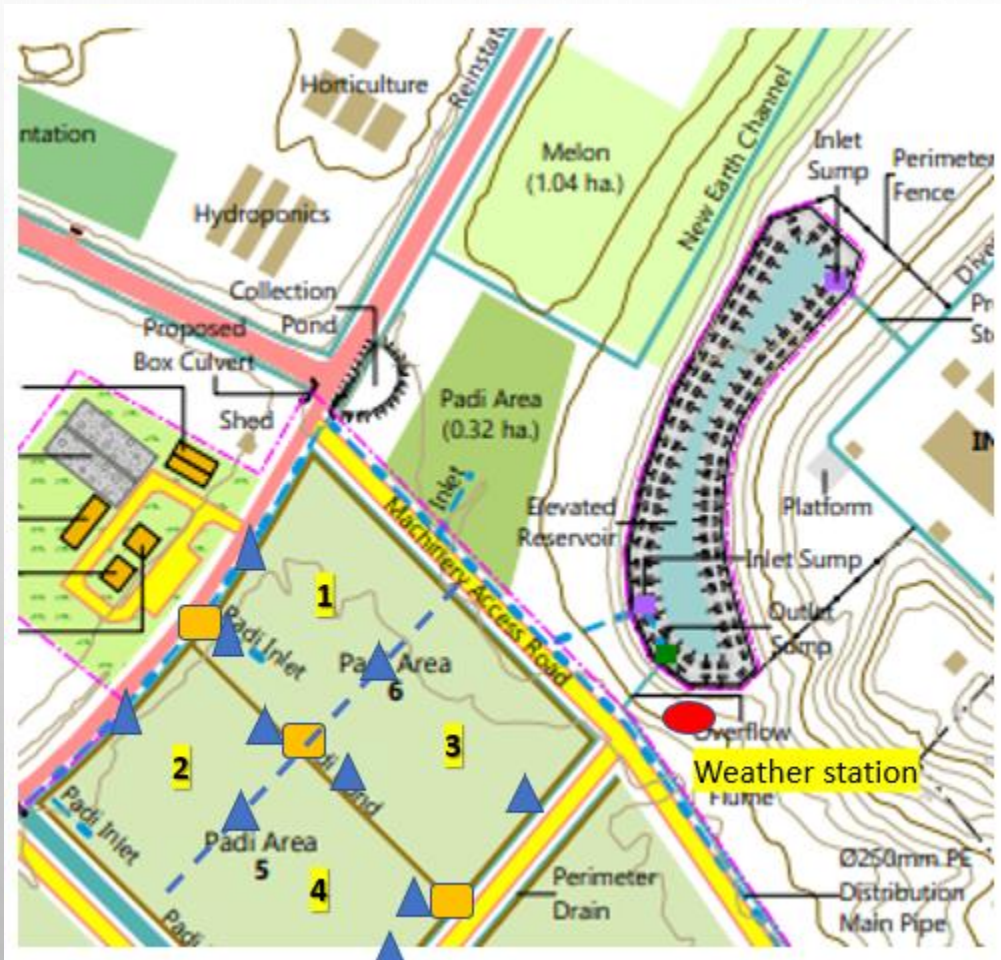 Horticulture
ntation
Melon
(1.04 ha.)
New Earth Channel
Inlet
Sump
Perimeter
Fence
Hydroponics
Collection
Pond
Proposed
Box Culvert
Shed
Padi Area
(0.32 ha.)
Inlet
Machinery Access Road
Elevated
Reservoir
Platform
Inlet Sump
Outlet
Sump
1
Padi Inlet
Padi Area
6
3
2
Overflow
Weather station
Flume
Padi Inlet
Padi Area
5
4
Perimeter
Drain
Ø250mm PE
Distribution
Main Pipe